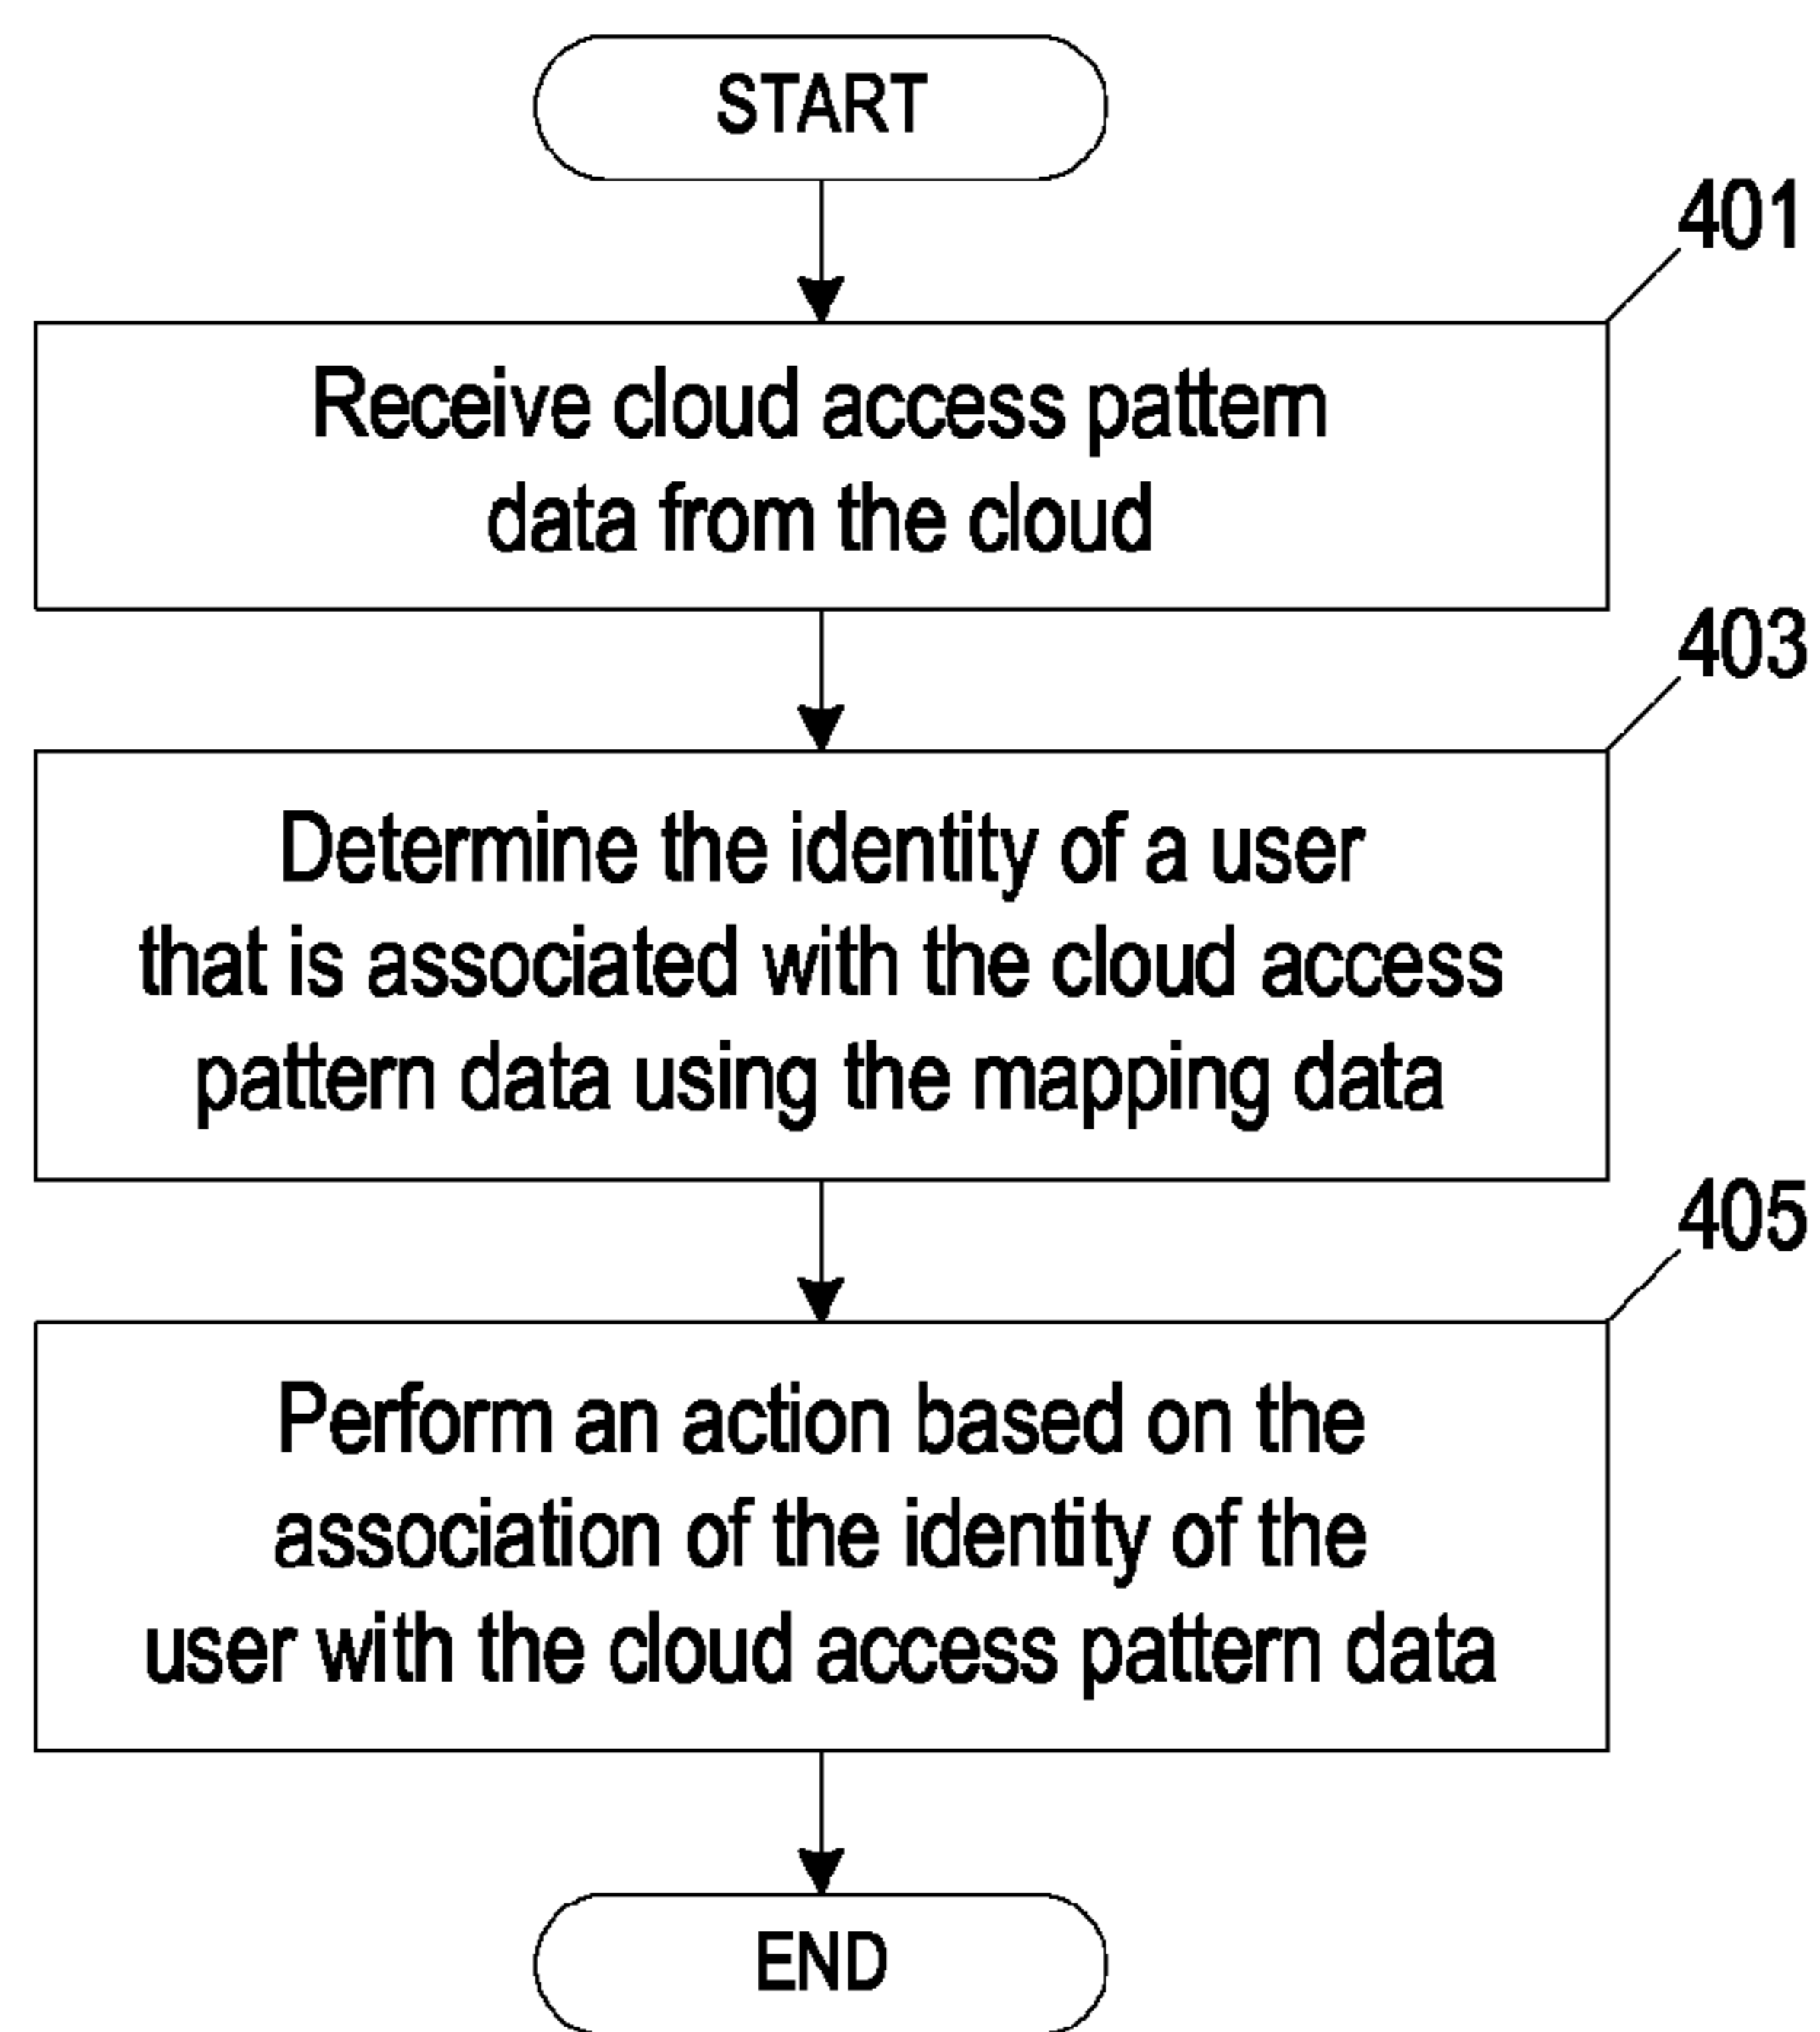 START
401
Receive cloud access pattern
data from the cloud
403
Determine the identity of a user
that is associated with the cloud access
pattern data using the mapping data
405
Perform an action based on the
association of the identity of the
user with the cloud access pattern data
END